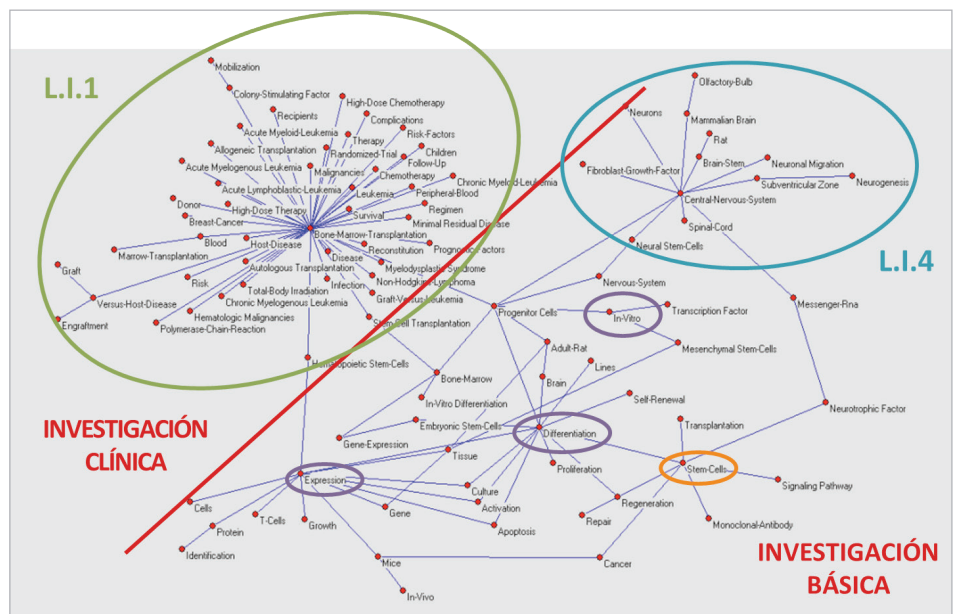 L.I.1
Mobilization
Colony-Stimulating Factor
High-Dose Chemotherapy
Recipients
Complications
Acute Myeloid-Leukemia
Therapy
Risk-Factors
Allogeneic Transplantation
Randomized-Trial
Children
Follow-Up
Acute Myelogenous Leukemia
Malignancies
Chemotherapy
Chronic Myeloid-Leukemia
Acute Lymphoblastic-Leukemia
Leukemia
Peripheral-Blood
Donor
High-Dose Therapy
Regimen
Breast-Cancer
Survival
Minimal Residual Disease
Bone-Marrow-Transplantation
Blood
Host-Disease
Reconstitution
Prognostic-Factors
Marrow-Transplantation
Disease
Graft
Autologous Transplantation
Myelodysplastic-Syndrome
Risk
Infection
Non-Hodgkins-Lymphoma
Total-Body Irradiation
Versus-Host-Disease
Chronic Myelogenous Leukemia
Graft-Versus-Leukemia
Hematologic Malignancies
Engraftment
Polymerase-Chain-Reaction
Stem-Cell Transplantation
Hematopoietic Stem-Cells
Olfactory-Bulb
Neurons
Mammalian Brain
Rat
Fibroblast-Growth-Factor
Brain-Stem
Neuronal Migration
Subventricular Zone
Neurogenesis
Central-Nervous-System
Spinal-Cord
Neural Stem-Cells
L.I.4
Nervous-System
Messenger-Rna
Progenitor Cells
In-Vitro
Transcription Factor
Adult-Rat
Mesenchymal Stem-Cells
Lines
Bone-Marrow
Brain
In-Vitro Differentiation
Self-Renewal
Neurotrophic Factor
INVESTIGACIÓN
CLÍNICA
Embryonic Stem-Cells
Differentiation
Transplantation
Gene-Expression
Tissue
Proliferation
Stem-Cells
Expression
Signaling Pathway
Culture
Cells
Gene
Activation
Regeneration
T-Cells
Growth
Apoptosis
Repair
Monoclonal-Antibody
Protein
Identification
Mice
Cancer
In-Vivo
INVESTIGACIÓN
BÁSICA